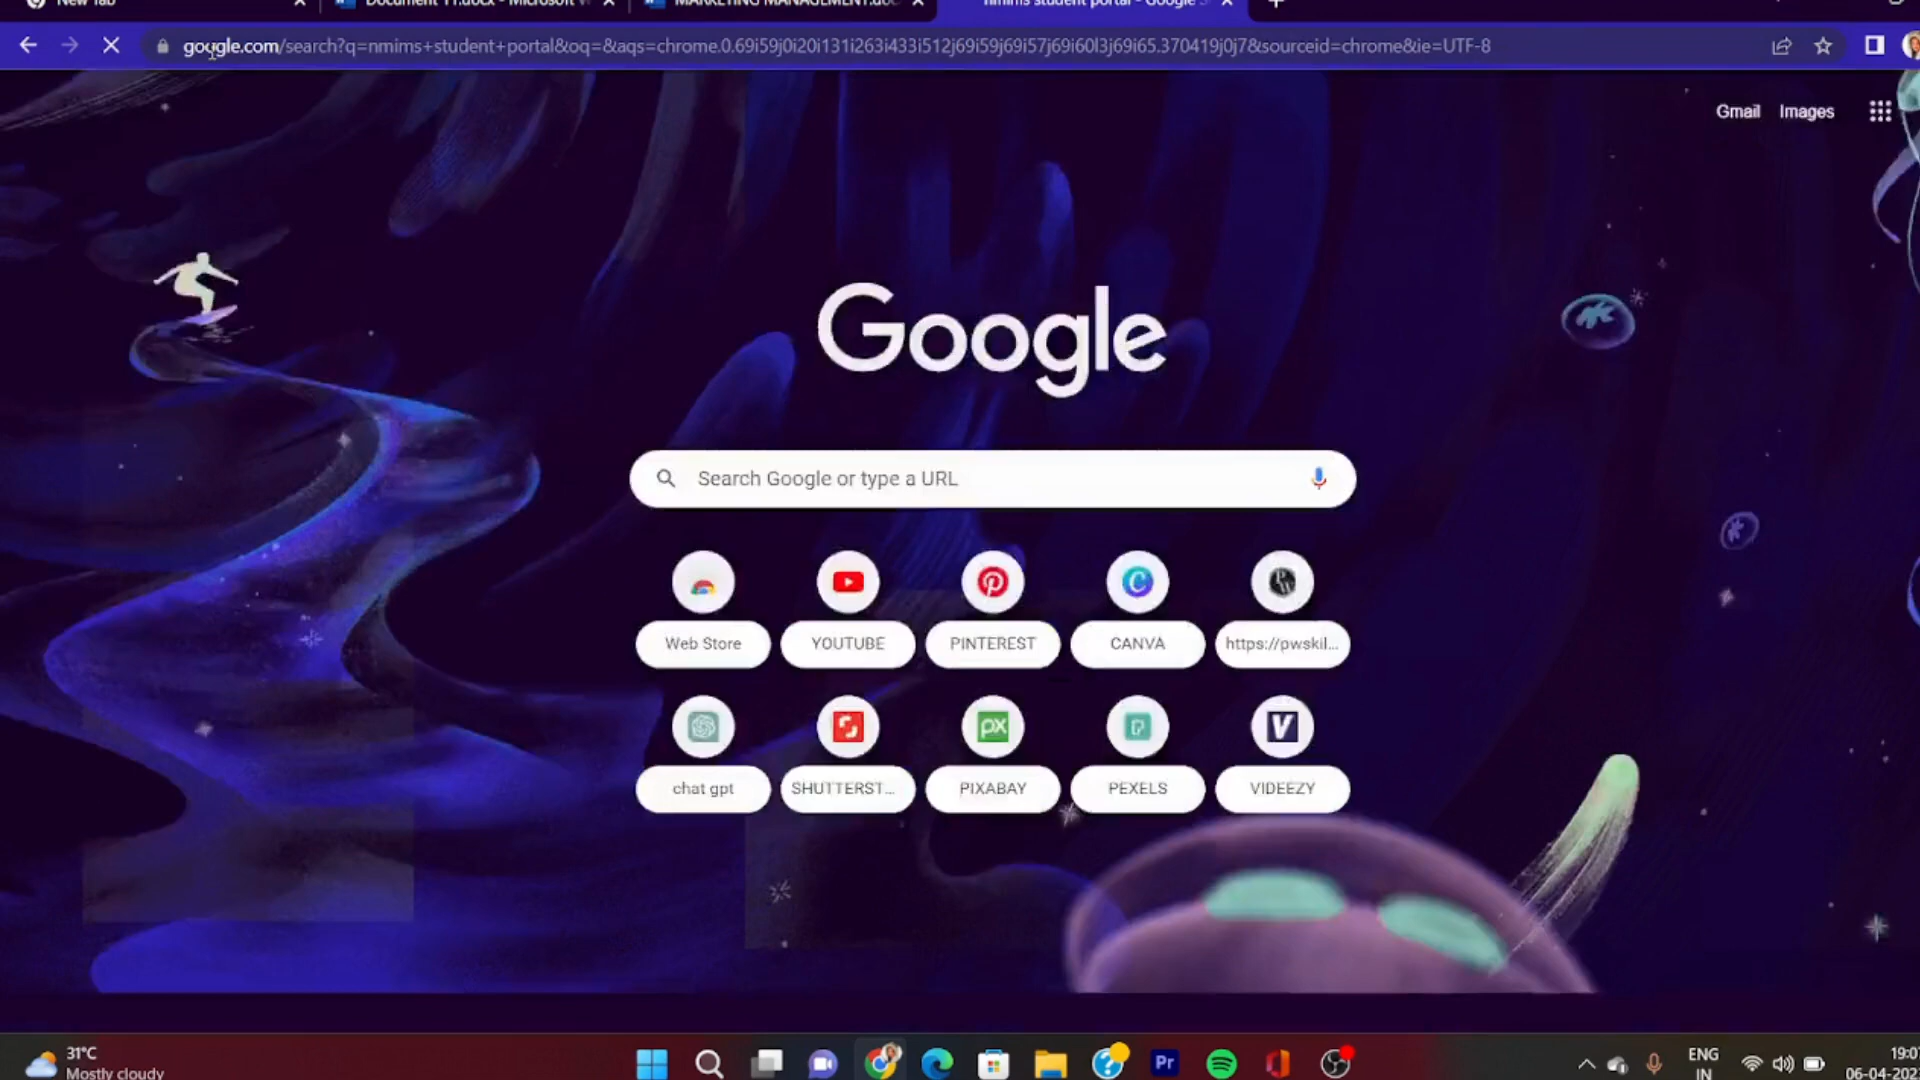 New Tab
Document 11.docx - Microsoft W
MARKETING MANAGEMENT.doc
nmims student portal - Google S
google.com/search?q=nmims+student+portal&oq=&aqs=chrome.0.69i59j0i20i131i263i433i512j69i59j69i57j69i60l3j69i65.370419j0j7&sourceid=chrome&ie=UTF-8
Gmail Images
Google
Search Google or type a URL
Web Store YOUTUBE PINTEREST CANVA https://pwskil...
chat gpt SHUTTERST... PIXABAY PEXELS VIDEEZY
31°C
Mostly cloudy
Pr
ENG
IN
19:07
06-04-202